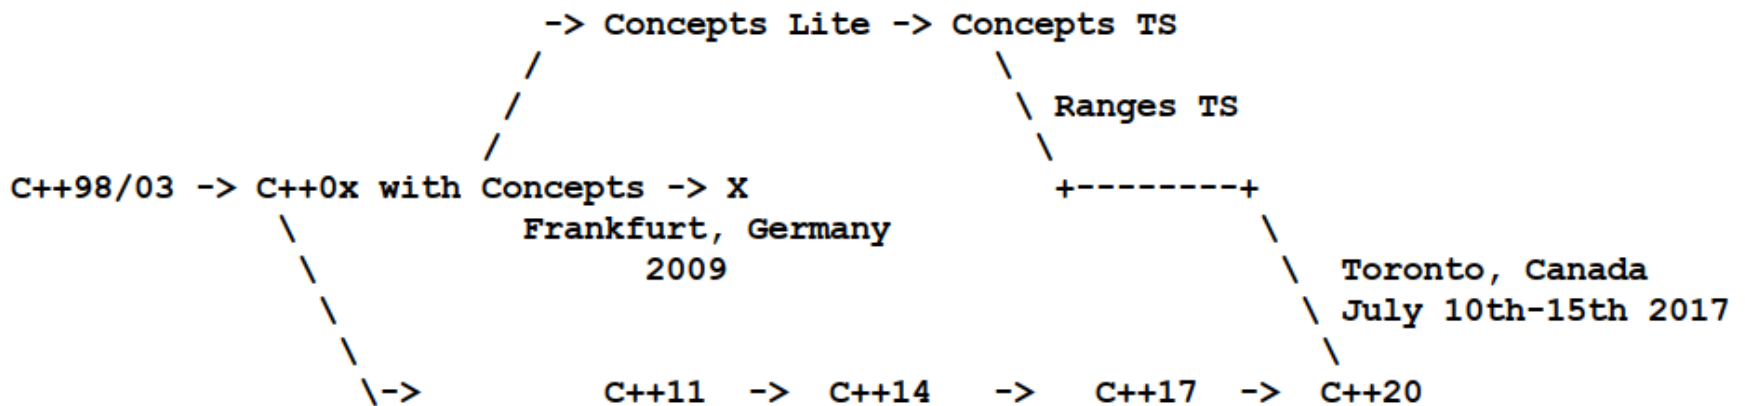 -> Concepts Lite -> Concepts TS
/ \
/ \ Ranges TS
/ \
C++98/03 -> C++0x with Concepts -> X +--------+
\ Frankfurt, Germany \
\ 2009 \ Toronto, Canada
\ \ July 10th-15th 2017
\ \
\-> C++11 -> C++14 -> C++17 -> C++20